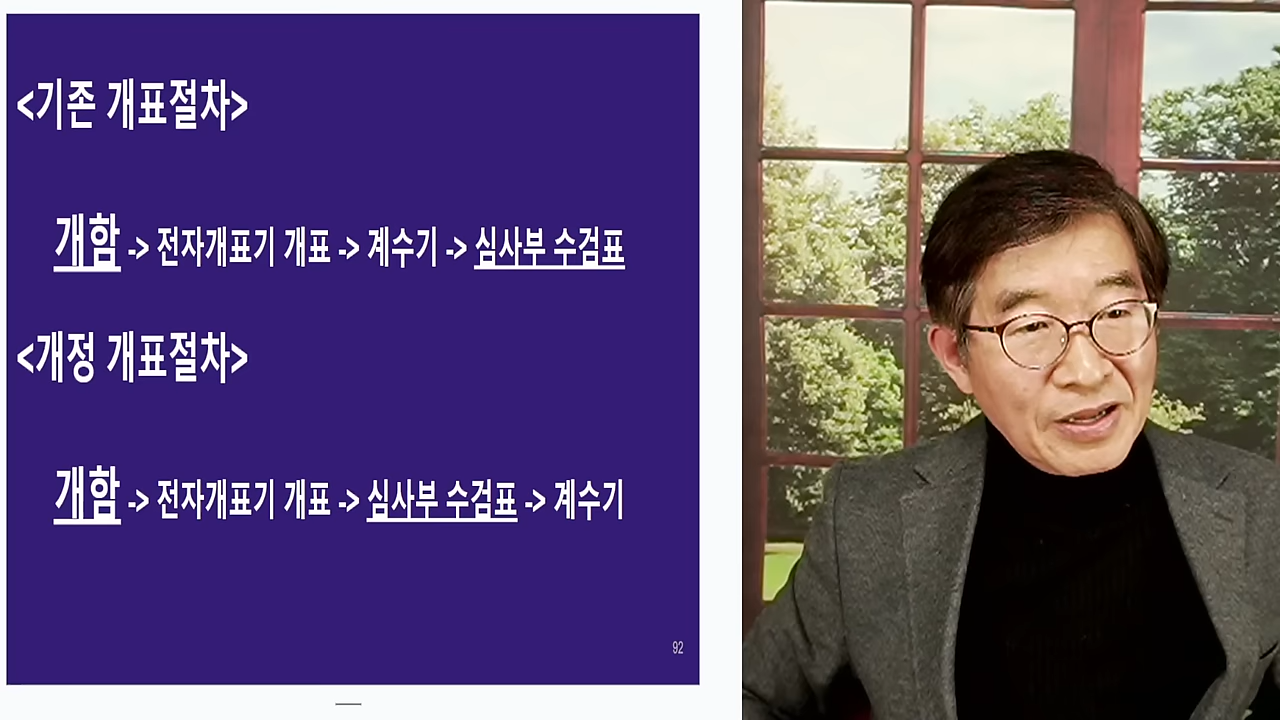 <기존 개표절차>
개함 -> 전자개표기 개표 -> 계수기 -> 심사부 수검표
<개정 개표절차>
개함 -> 전자개표기 개표 -> 심사부 수검표 -> 계수기
92